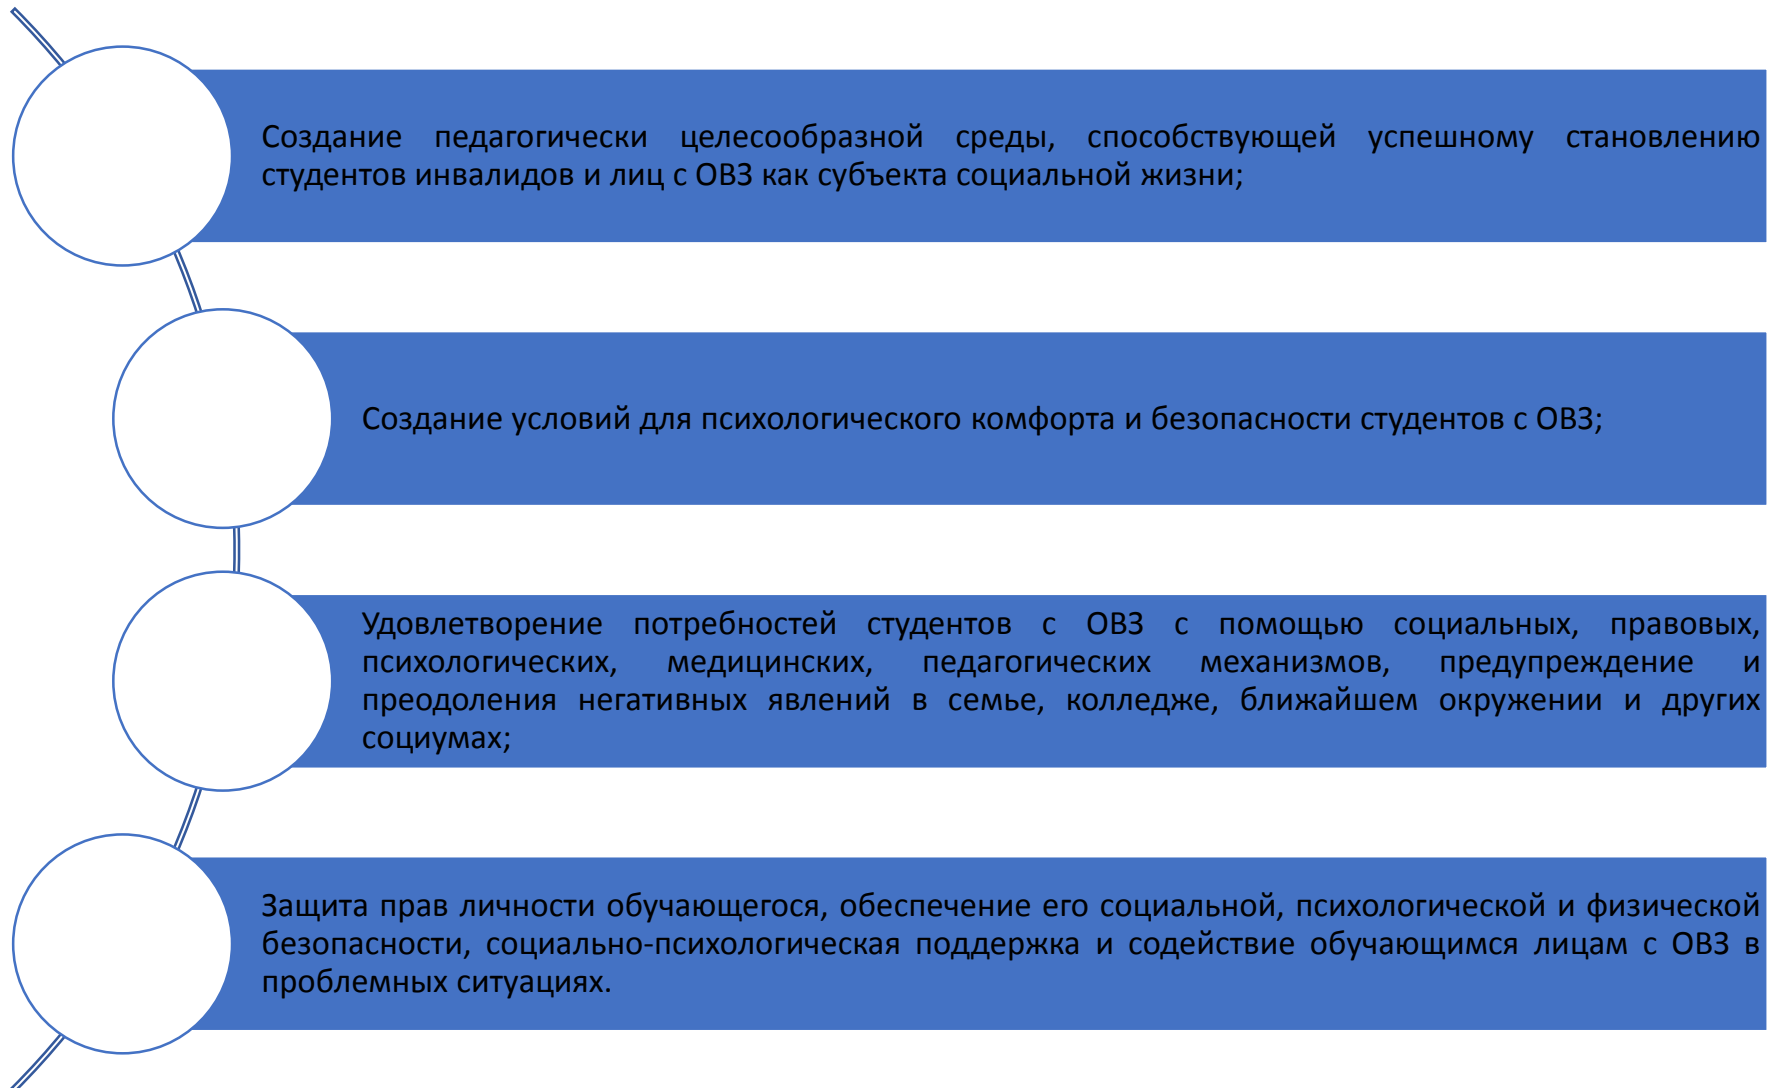 Создание педагогически целесообразной среды, способствующей успешному становлению
студентов инвалидов и лиц с ОВЗ как субъекта социальной жизни;
Создание условий для психологического комфорта и безопасности студентов с ОВЗ;
Удовлетворение потребностей студентов с ОВЗ с помощью социальных, правовых,
психологических, медицинских, педагогических механизмов, предупреждение и
преодоления негативных явлений в семье, колледже, ближайшем окружении и других
социумах;
Защита прав личности обучающегося, обеспечение его социальной, психологической и физической
безопасности, социально-психологическая поддержка и содействие обучающимся лицам с ОВЗ в
проблемных ситуациях.